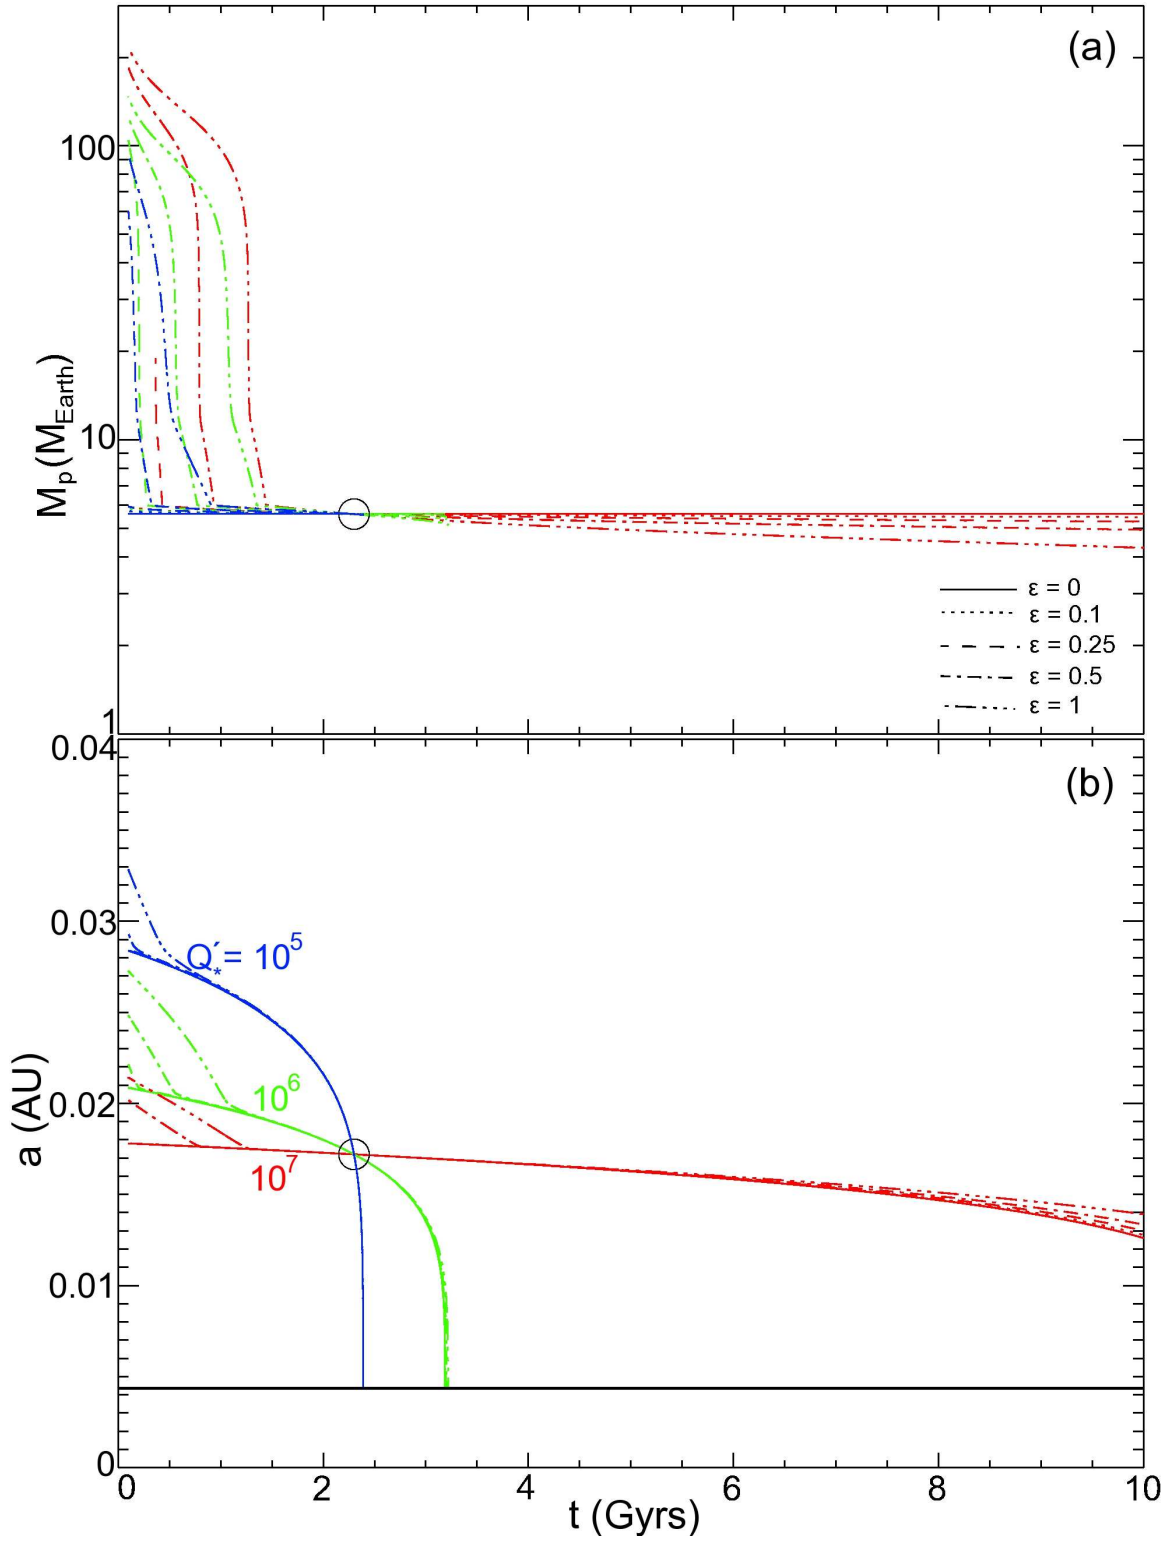 (a)
100
10
1
M_p(M_Earth)
ε = 0
ε = 0.1
ε = 0.25
ε = 0.5
ε = 1
(b)
0.04
0.03
0.02
0.01
0
a (AU)
Q′_* = 10^5
10^6
10^7
0 2 4 6 8 10
t (Gyrs)